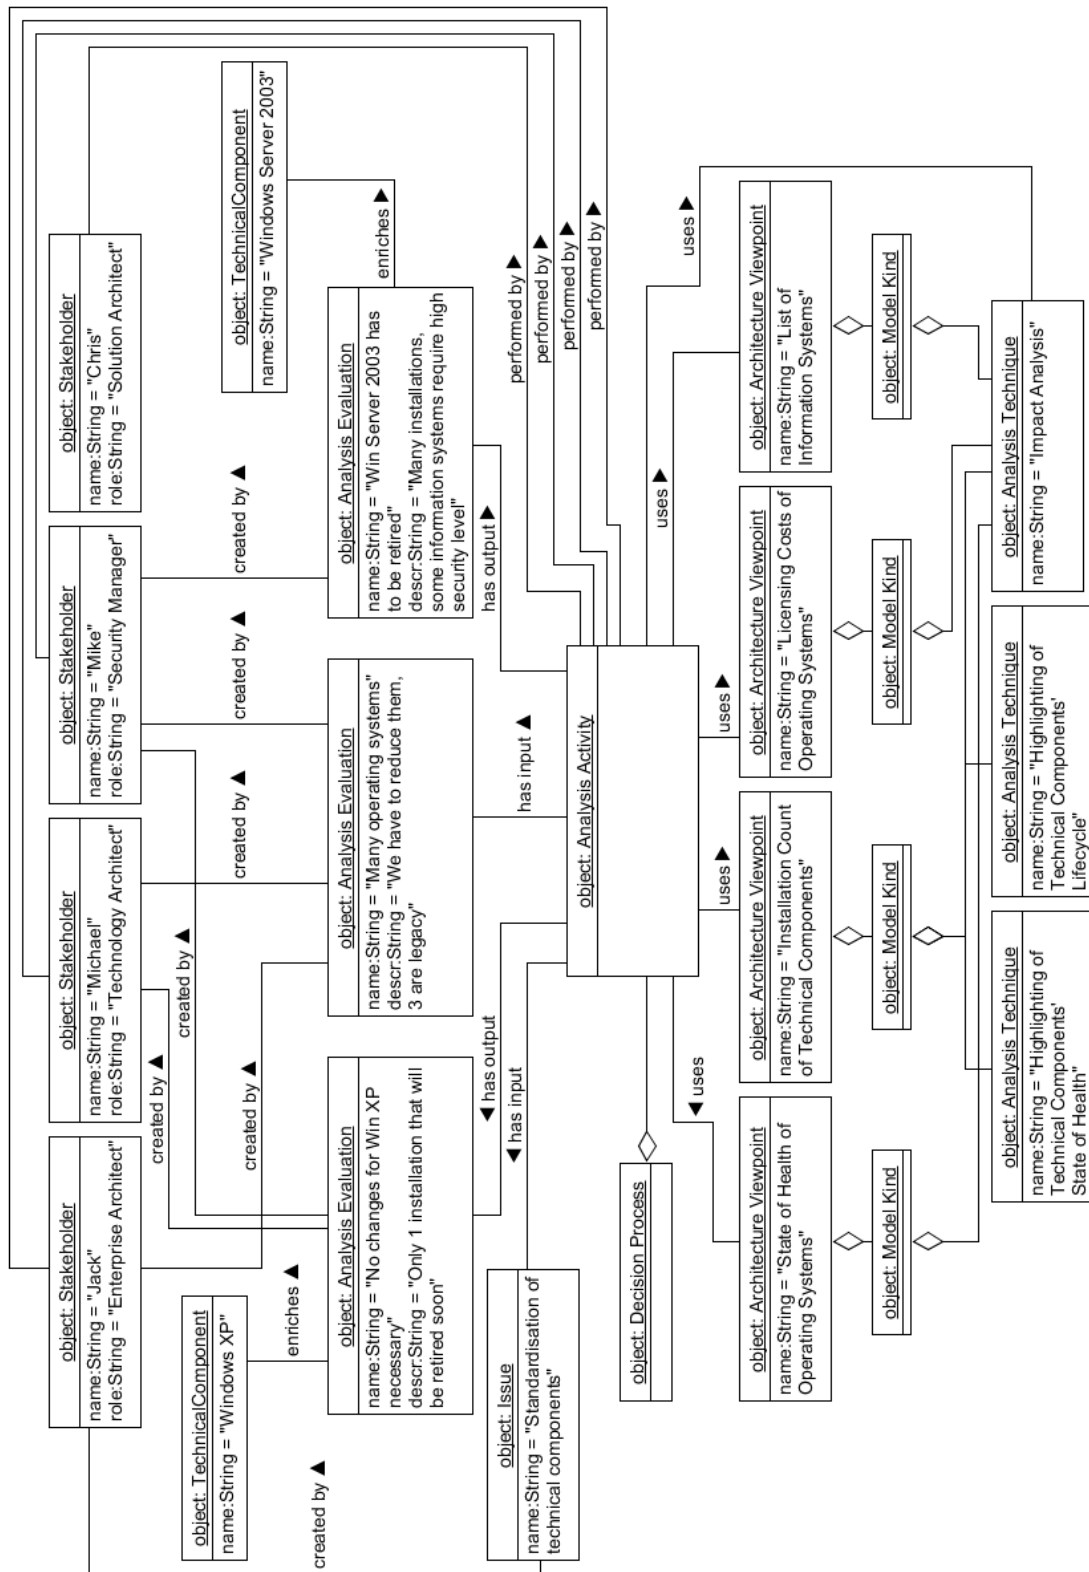 object: Stakeholder
name:String = "Jack"
role:String = "Enterprise Architect"
object: Stakeholder
name:String = "Michael"
role:String = "Technology Architect"
object: Stakeholder
name:String = "Mike"
role:String = "Security Manager"
object: Stakeholder
name:String = "Chris"
role:String = "Solution Architect"
object: TechnicalComponent
name:String = "Windows XP"
object: TechnicalComponent
name:String = "Windows Server 2003"
created by ▲
created by ▲
created by ▲
created by ▲
created by ▲
created by ▲
created by ▲
enriches ▲
enriches ▶
object: Analysis Evaluation
name:String = "No changes for Win XP
necessary"
descr:String = "Only 1 installation that will
be retired soon"
object: Analysis Evaluation
name:String = "Many operating systems"
descr:String = "We have to reduce them,
3 are legacy"
object: Analysis Evaluation
name:String = "Win Server 2003 has
to be retired"
descr:String = "Many installations,
some information systems require high
security level"
◀ has output
◀ has input
has input ▲
has output ▶
performed by ▶
performed by ▶
performed by ▶
performed by ▶
object: Issue
name:String = "Standardisation of
technical components"
object: Analysis Activity
object: Decision Process
◀ uses
uses ▶
uses ▶
uses ▶
uses ▶
object: Architecture Viewpoint
name:String = "State of Health of
Operating Systems"
object: Architecture Viewpoint
name:String = "Installation Count
of Technical Components"
object: Architecture Viewpoint
name:String = "Licensing Costs of
Operating Systems"
object: Architecture Viewpoint
name:String = "List of
Information Systems"
object: Model Kind
object: Model Kind
object: Model Kind
object: Model Kind
object: Analysis Technique
name:String = "Highlighting of
Technical Components'
State of Health"
object: Analysis Technique
name:String = "Highlighting of
Technical Components'
Lifecycle"
object: Analysis Technique
name:String = "Impact Analysis"